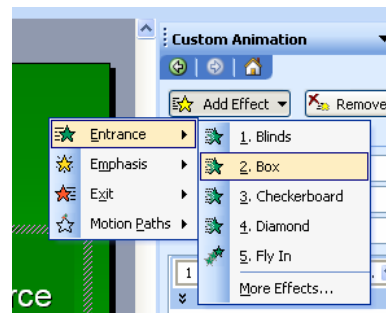 Custom Animation
Add Effect
Remove
Entrance
Emphasis
Exit
Motion Paths
1. Blinds
2. Box
3. Checkerboard
4. Diamond
5. Fly In
More Effects...
1
rce